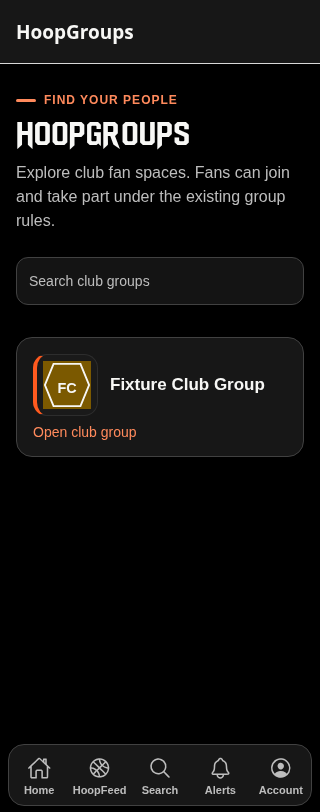 HoopGroups
FIND YOUR PEOPLE
HOOPGROUPS
Explore club fan spaces. Fans can join
and take part under the existing group
rules.
Search club groups
FC
Fixture Club Group
Open club group
Home HoopFeed Search Alerts Account